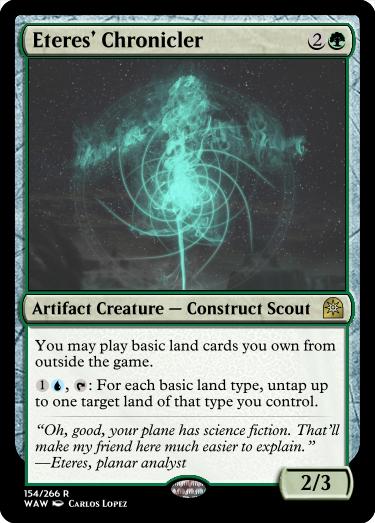 Eteres’ Chronicler 2
Artifact Creature — Construct Scout
You may play basic land cards you own from
outside the game.
1, : For each basic land type, untap up
to one target land of that type you control.
“Oh, good, your plane has science fiction. That’ll
make my friend here much easier to explain.”
—Eteres, planar analyst
2/3
154/266 R
WAW Carlos Lopez